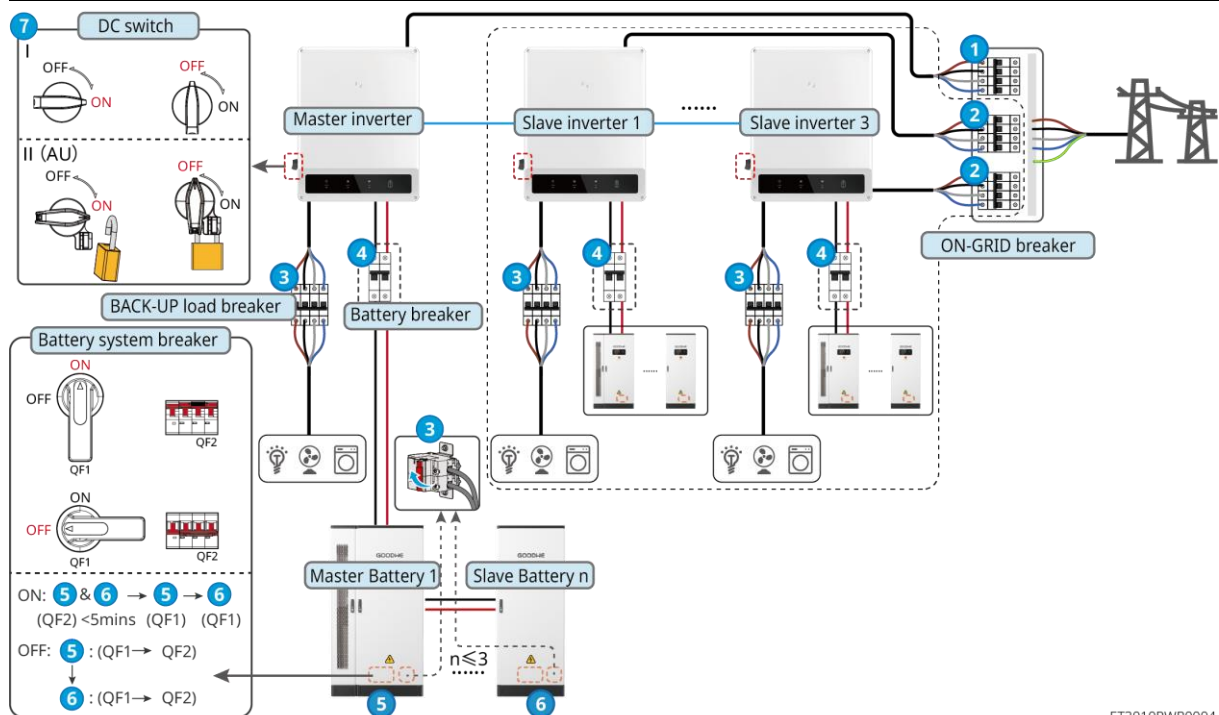 7
DC switch
I
OFF
ON
OFF
ON
II (AU)
OFF
ON
OFF
ON
Master inverter
Slave inverter 1
......
Slave inverter 3
1
2
2
ON-GRID breaker
3
4
3
4
3
4
BACK-UP load breaker
Battery breaker
......
......
Battery system breaker
ON
OFF
QF1
QF2
ON
OFF
QF1
QF2
ON: 5 & 6 → 5 → 6
(QF2) <5mins (QF1) (QF1)
OFF: 5 : (QF1→ QF2)
6 : (QF1→ QF2)
3
GOODWE
GOODWE
Master Battery 1
Slave Battery n
n≤3
......
5
6